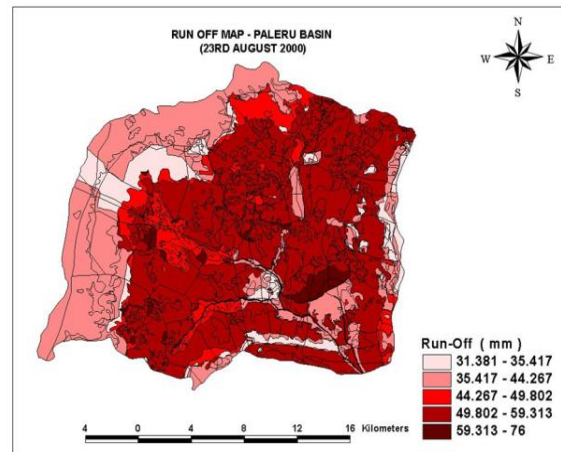 RUN OFF MAP - PALERU BASIN
(23RD AUGUST 2000)
N
W E
S
Run-Off ( mm )
31.381 - 35.417
35.417 - 44.267
44.267 - 49.802
49.802 - 59.313
59.313 - 76
4 0 4 8 12 16 Kilometers